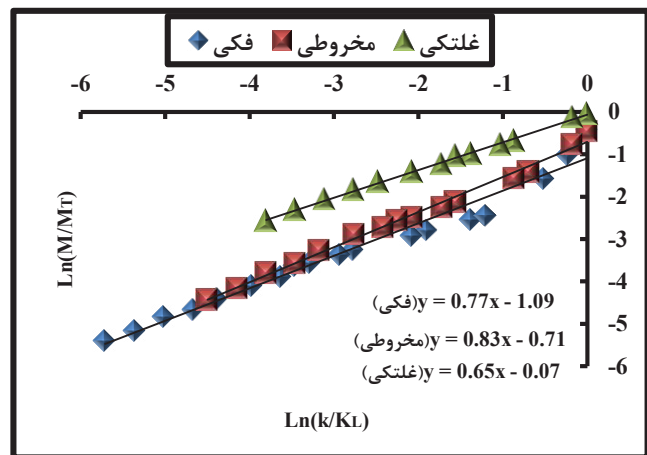 فکی مخروطی غلتکی
-6 -5 -4 -3 -2 -1 0
0
-1
-2
-3
-4
-5
-6
Ln(M/MT)
y = 0.77x - 1.09(فکی)
y = 0.83x - 0.71(مخروطی)
y = 0.65x - 0.07(غلتکی)
Ln(k/KL)